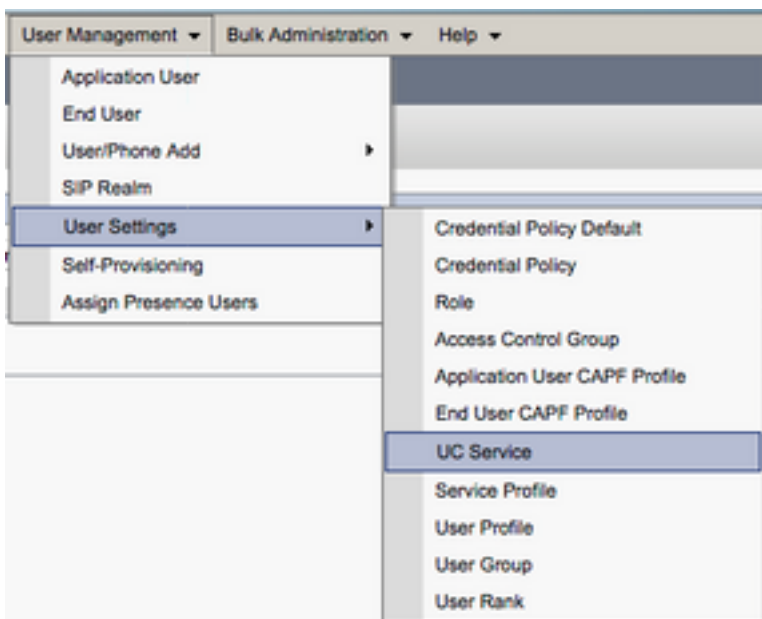 User Management Bulk Administration Help
Application User
End User
User/Phone Add
SIP Realm
User Settings
Self-Provisioning
Assign Presence Users
Credential Policy Default
Credential Policy
Role
Access Control Group
Application User CAPF Profile
End User CAPF Profile
UC Service
Service Profile
User Profile
User Group
User Rank